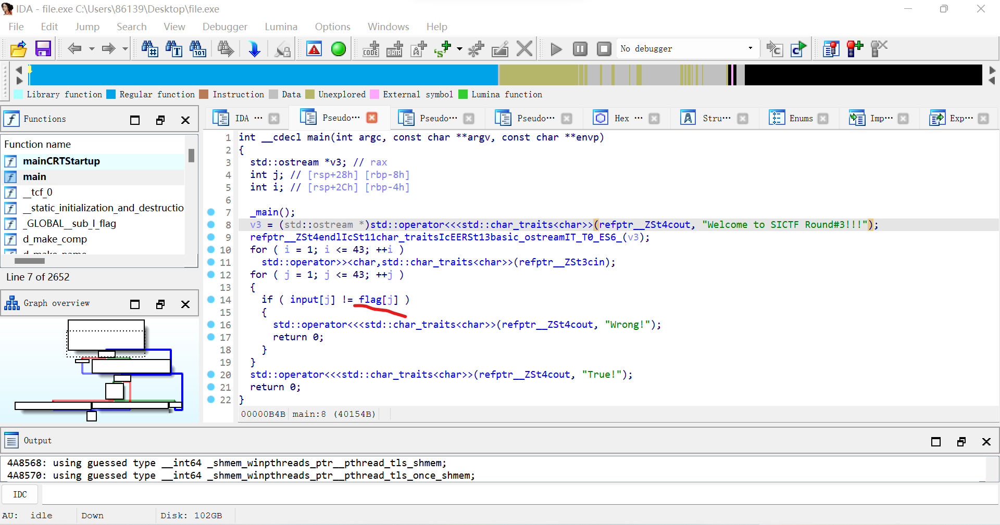 IDA - file.exe C:\Users\86139\Desktop\file.exe
File Edit Jump Search View Debugger Lumina Options Windows Help
No debugger
Library function Regular function Instruction Data Unexplored External symbol Lumina function
Functions
IDA ··· Pseudo··· Pseudo··· Pseudo··· Hex ··· Stru··· Enums Imp··· Exp···
Function name
mainCRTStartup
main
__tcf_0
__static_initialization_and_destructio
_GLOBAL__sub_I_flag
d_make_comp
d_make_name
Line 7 of 2652
Graph overview
1 int __cdecl main(int argc, const char **argv, const char **envp)
2 {
3 std::ostream *v3; // rax
4 int j; // [rsp+28h] [rbp-8h]
5 int i; // [rsp+2Ch] [rbp-4h]
6
7 _main();
8 v3 = (std::ostream *)std::operator<<<std::char_traits<char>>(refptr__ZSt4cout, "Welcome to SICTF Round#3!!!");
9 refptr__ZSt4endlIcSt11char_traitsIcEERSt13basic_ostreamIT_T0_ES6_(v3);
10 for ( i = 1; i <= 43; ++i )
11 std::operator>><char,std::char_traits<char>>(refptr__ZSt3cin);
12 for ( j = 1; j <= 43; ++j )
13 {
14 if ( input[j] != flag[j] )
15 {
16 std::operator<<<std::char_traits<char>>(refptr__ZSt4cout, "Wrong!");
17 return 0;
18 }
19 }
20 std::operator<<<std::char_traits<char>>(refptr__ZSt4cout, "True!");
21 return 0;
22 }
00000B4B main:8 (40154B)
Output
4A8568: using guessed type __int64 _shmem_winpthreads_ptr__pthread_tls_shmem;
4A8570: using guessed type __int64 _shmem_winpthreads_ptr__pthread_tls_once_shmem;
IDC
AU: idle Down Disk: 102GB